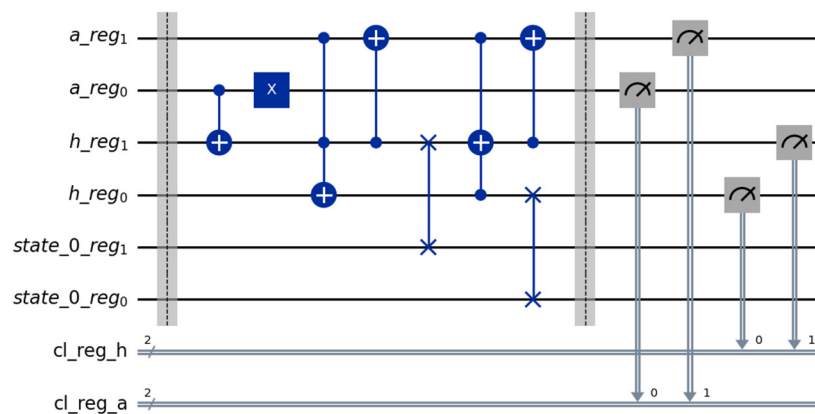 a_reg₁
a_reg₀
X
h_reg₁
h_reg₀
state_0_reg₁
state_0_reg₀
cl_reg_h 2 0 1
cl_reg_a 2 0 1